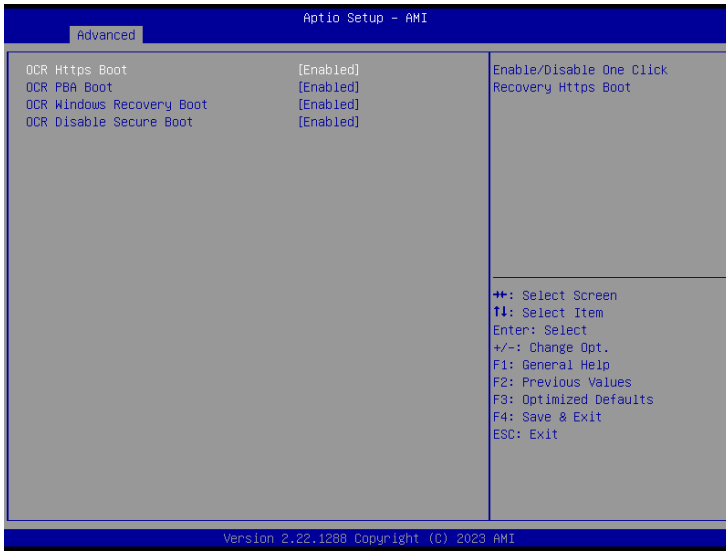 Aptio Setup – AMI
Advanced
OCR Https Boot [Enabled]
OCR PBA Boot [Enabled]
OCR Windows Recovery Boot [Enabled]
OCR Disable Secure Boot [Enabled]
Enable/Disable One Click
Recovery Https Boot
→←: Select Screen
↑↓: Select Item
Enter: Select
+/-: Change Opt.
F1: General Help
F2: Previous Values
F3: Optimized Defaults
F4: Save & Exit
ESC: Exit
Version 2.22.1288 Copyright (C) 2023 AMI